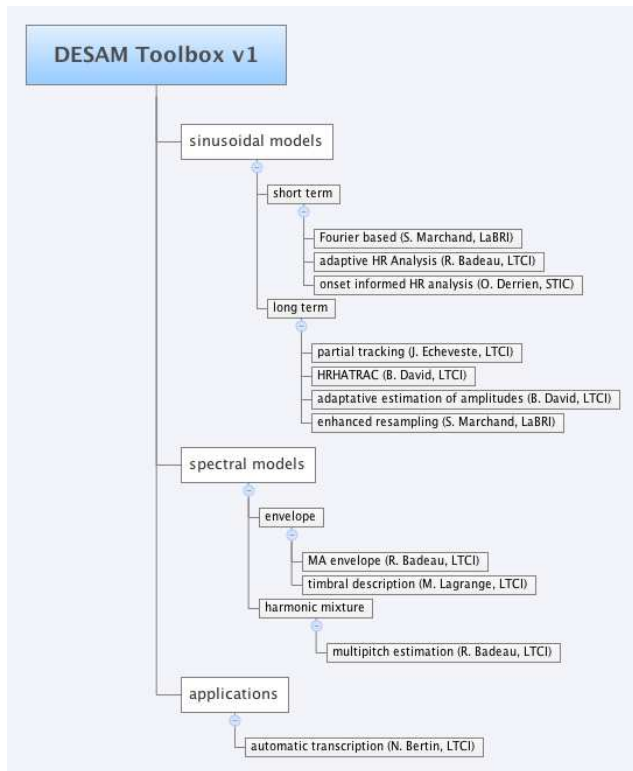 DESAM Toolbox v1
sinusoidal models
short term
Fourier based (S. Marchand, LaBRI)
adaptive HR Analysis (R. Badeau, LTCI)
onset informed HR analysis (O. Derrien, STIC)
long term
partial tracking (J. Echeveste, LTCI)
HRHATRAC (B. David, LTCI)
adaptative estimation of amplitudes (B. David, LTCI)
enhanced resampling (S. Marchand, LaBRI)
spectral models
envelope
MA envelope (R. Badeau, LTCI)
timbral description (M. Lagrange, LTCI)
harmonic mixture
multipitch estimation (R. Badeau, LTCI)
applications
automatic transcription (N. Bertin, LTCI)